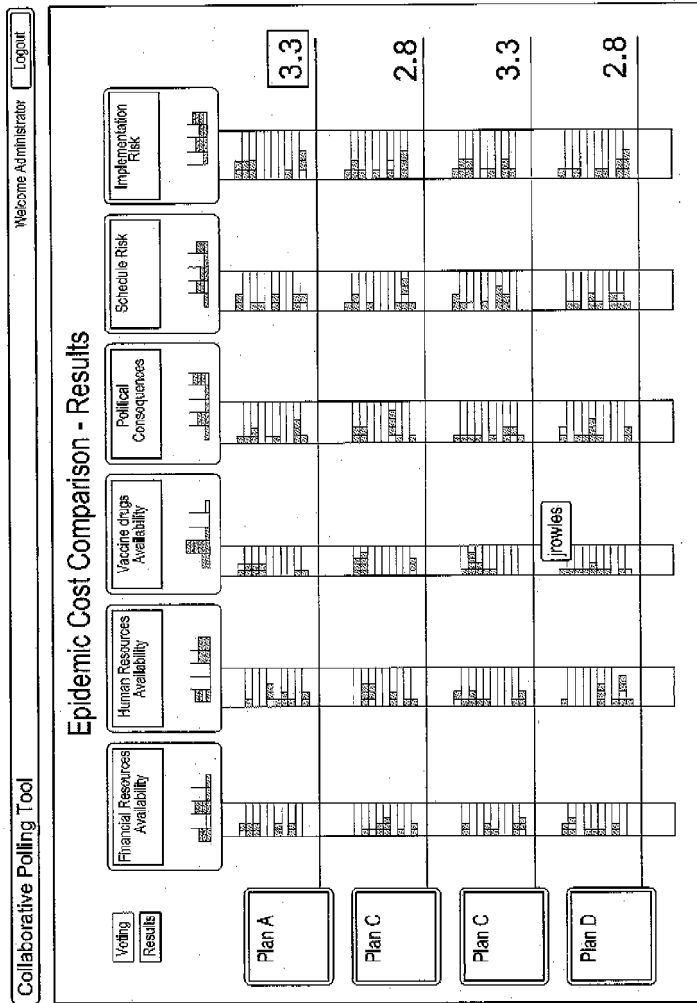 Collaborative Polling Tool
Welcome Administrator
Logout
Epidemic Cost Comparison - Results
Voting
Results
Financial Resources
Availability
Human Resources
Availability
Vaccine drugs
Availability
Political
Consequences
Schedule Risk
Implementation
Risk
Plan A
3.3
Plan C
2.8
Plan C
3.3
jrowles
Plan D
2.8